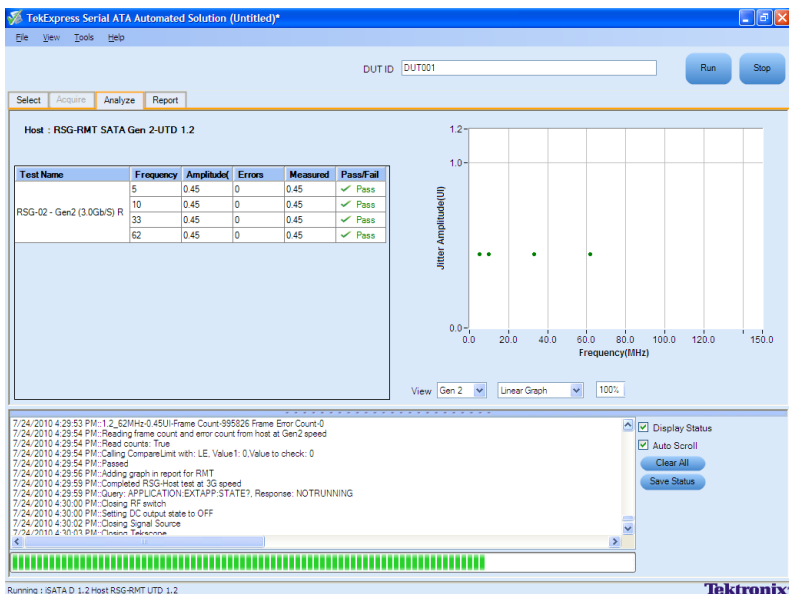 TekExpress Serial ATA Automated Solution (Untitled)*
File View Tools Help
DUT ID DUT001 Run Stop
Select Acquire Analyze Report
Host : RSG-RMT SATA Gen 2-UTD 1.2
Test Name Frequency Amplitude( Errors Measured Pass/Fail
RSG-02 - Gen2 (3.0Gb/S) R
5 0.45 0 0.45 Pass
10 0.45 0 0.45 Pass
33 0.45 0 0.45 Pass
62 0.45 0 0.45 Pass
1.2
1.0
0.0
Jitter Amplitude(UI)
0.0 20.0 40.0 60.0 80.0 100.0 120.0 150.0
Frequency(MHz)
View Gen 2 Linear Graph 100%
7/24/2010 4:29:53 PM::1.2_62MHz-0.45UI-Frame Count-995826 Frame Error Count-0
7/24/2010 4:29:54 PM::Reading frame count and error count from host at Gen2 speed
7/24/2010 4:29:54 PM::Read counts: True
7/24/2010 4:29:54 PM::Calling CompareLimit with: LE, Value1: 0,Value to check: 0
7/24/2010 4:29:54 PM::Passed
7/24/2010 4:29:56 PM::Adding graph in report for RMT
7/24/2010 4:29:59 PM::Completed RSG-Host test at 3G speed
7/24/2010 4:29:59 PM::Query: APPLICATION:EXTAPP:STATE?, Response: NOTRUNNING
7/24/2010 4:30:00 PM::Closing RF switch
7/24/2010 4:30:00 PM::Setting DC output state to OFF
7/24/2010 4:30:02 PM::Closing Signal Source
7/24/2010 4:30:03 PM::Closing Tekscope
Display Status
Auto Scroll
Clear All
Save Status
Running : iSATA D 1.2 Host RSG-RMT UTD 1.2
Tektronix